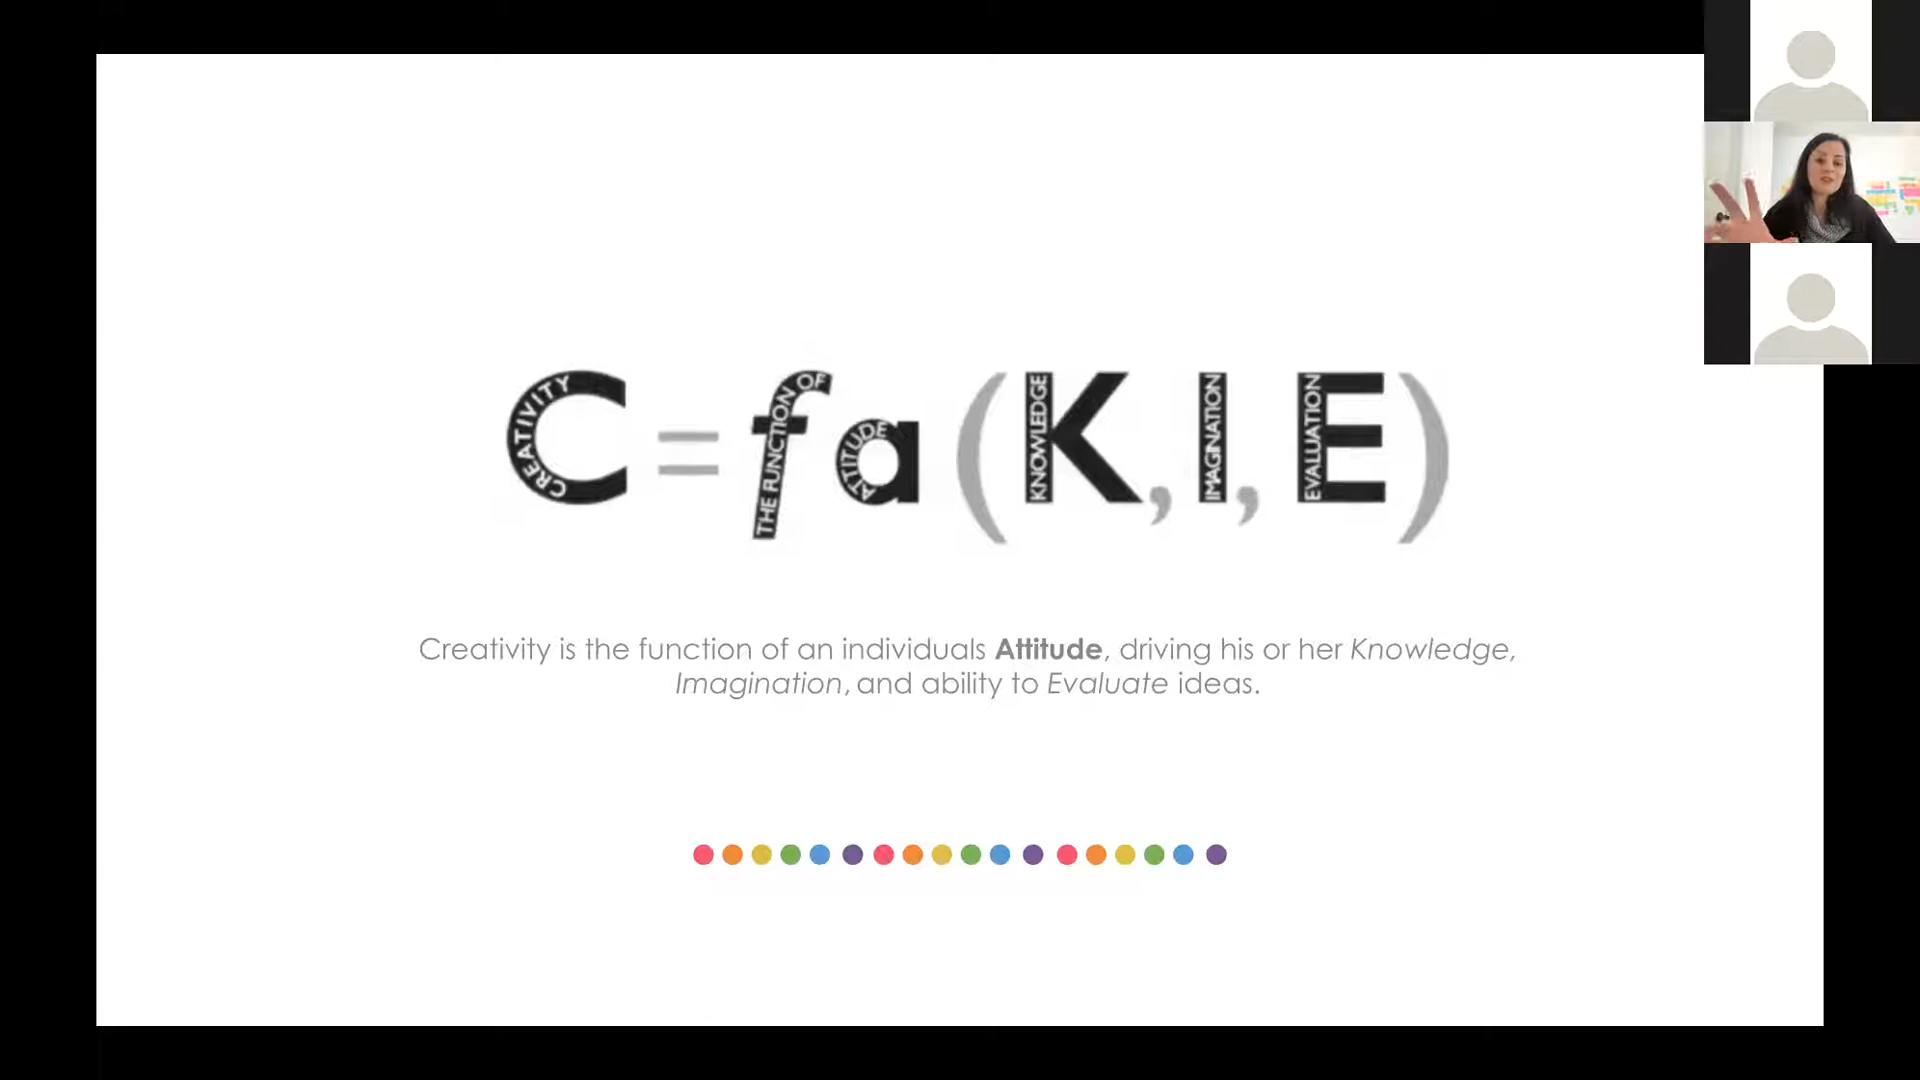 C = fa (K, I, E)
CREATIVITY
THE FUNCTION OF
ATTITUDE
KNOWLEDGE
IMAGINATION
EVALUATION
Creativity is the function of an individuals Attitude, driving his or her Knowledge,
Imagination, and ability to Evaluate ideas.